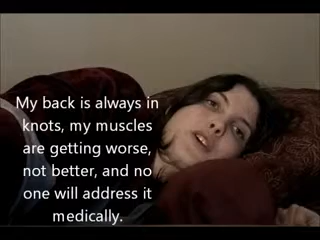 My back is always in
knots, my muscles
are getting worse,
not better, and no
one will address it
medically.